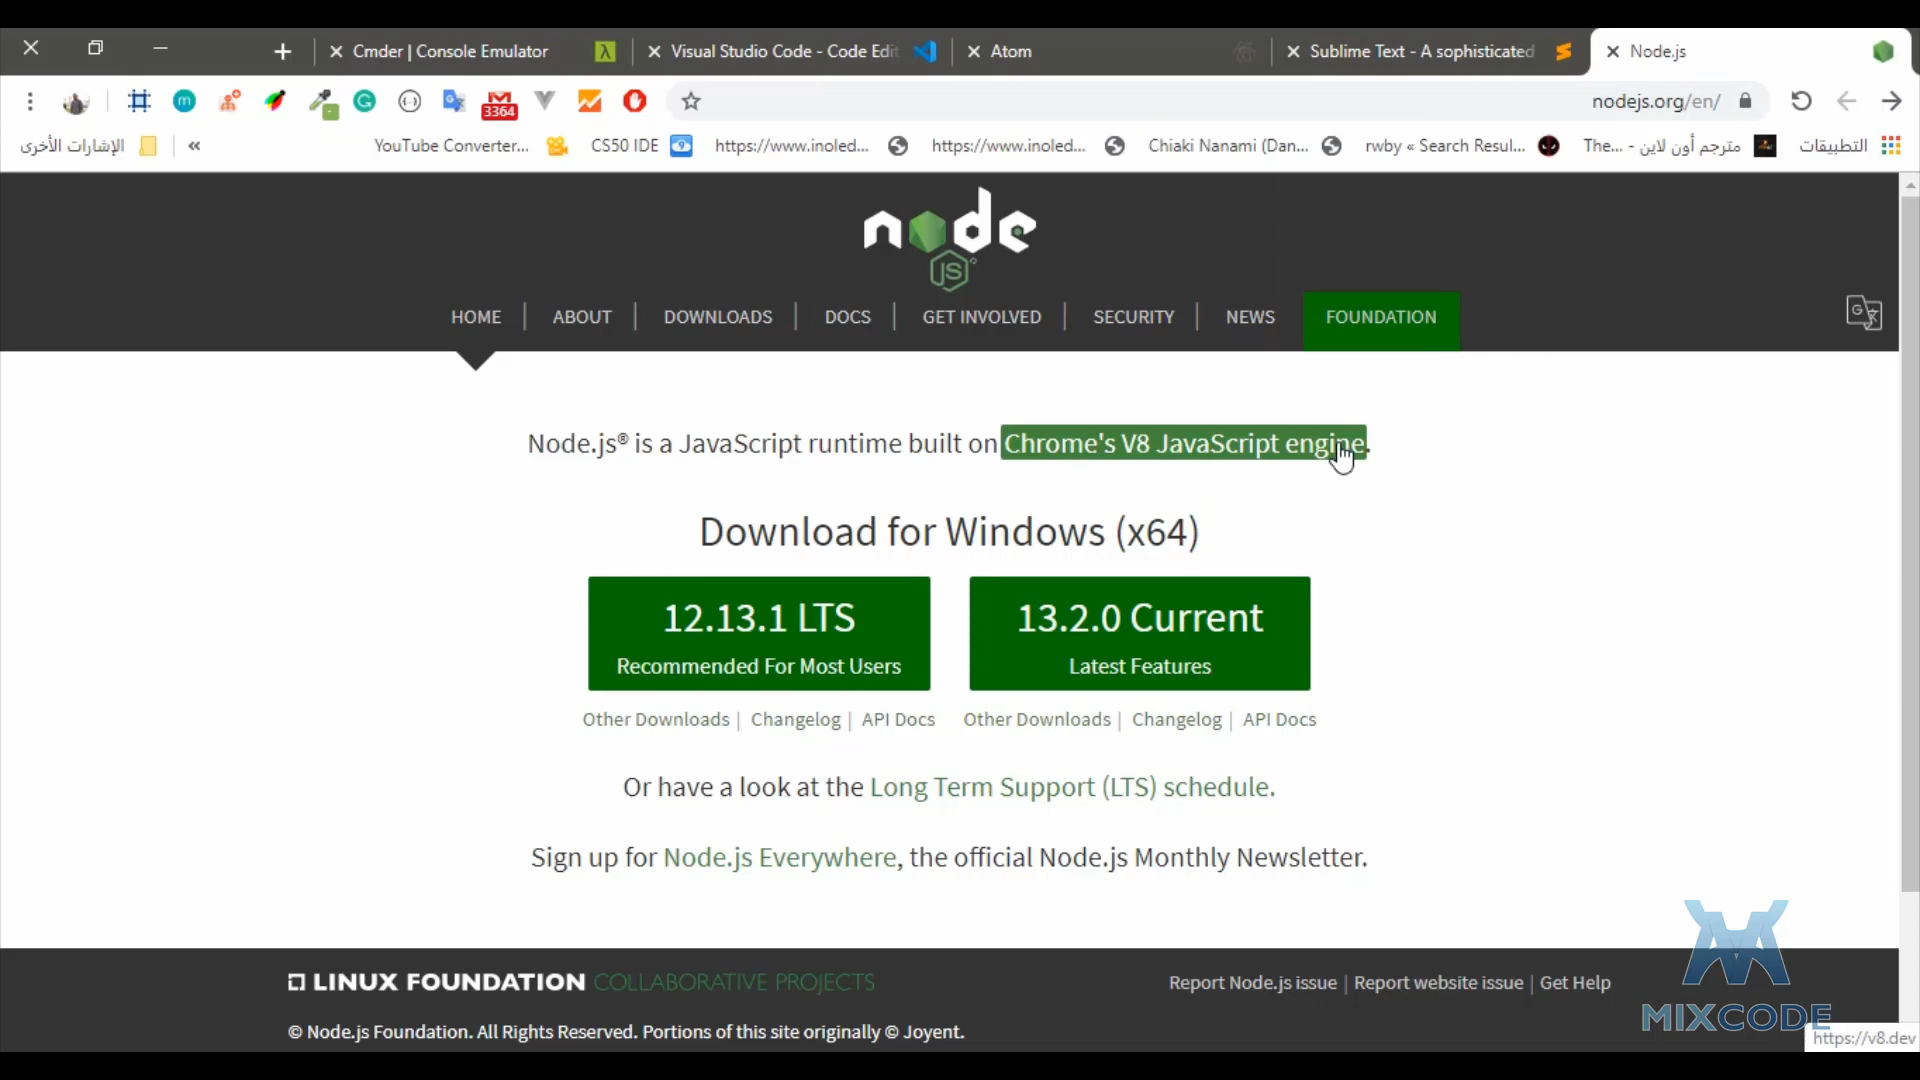 Cmder | Console Emulator
Visual Studio Code - Code Edit
Atom
Sublime Text - A sophisticated
Node.js
3364
nodejs.org/en/
الإشارات الأخرى
YouTube Converter...
CS50 IDE
https://www.inoled...
https://www.inoled...
Chiaki Nanami (Dan...
rwby « Search Resul...
The... - مترجم أون لاين
التطبيقات
node
JS
HOME
ABOUT
DOWNLOADS
DOCS
GET INVOLVED
SECURITY
NEWS
FOUNDATION
Node.js® is a JavaScript runtime built on Chrome's V8 JavaScript engine.
Download for Windows (x64)
12.13.1 LTS
Recommended For Most Users
13.2.0 Current
Latest Features
Other Downloads | Changelog | API Docs
Other Downloads | Changelog | API Docs
Or have a look at the Long Term Support (LTS) schedule.
Sign up for Node.js Everywhere, the official Node.js Monthly Newsletter.
LINUX FOUNDATION COLLABORATIVE PROJECTS
Report Node.js issue | Report website issue | Get Help
© Node.js Foundation. All Rights Reserved. Portions of this site originally © Joyent.
MIXCODE
https://v8.dev